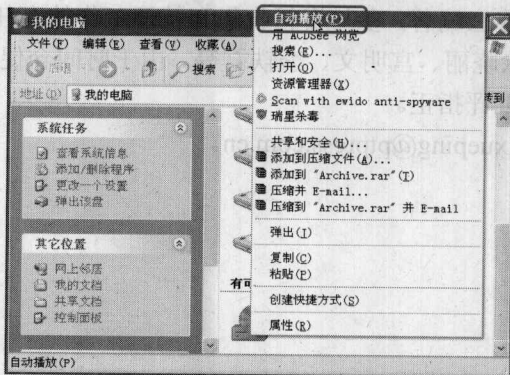 我的电脑
文件(F) 编辑(E) 查看(V) 收藏(A)
后退 搜索
地址(D) 我的电脑 转到
系统任务
查看系统信息
添加/删除程序
更改一个设置
弹出该盘
其它位置
网上邻居
我的文档
共享文档
控制面板
有可
自动播放(P)
用 ACDSee 浏览
搜索(E)...
打开(O)
资源管理器(X)
Scan with ewido anti-spyware
瑞星杀毒
共享和安全(H)...
添加到压缩文件(A)...
添加到 "Archive.rar"(T)
压缩并 E-mail...
压缩到 "Archive.rar" 并 E-mail
弹出(J)
复制(C)
粘贴(P)
创建快捷方式(S)
属性(R)
自动播放(P)